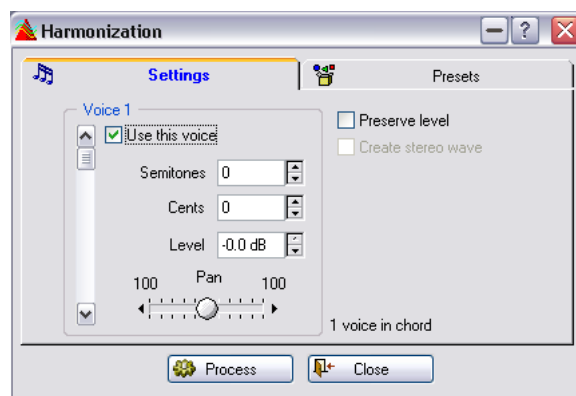 Harmonization
Settings
Presets
Voice 1
Use this voice
Preserve level
Create stereo wave
Semitones 0
Cents 0
Level -0.0 dB
100 Pan 100
1 voice in chord
Process
Close